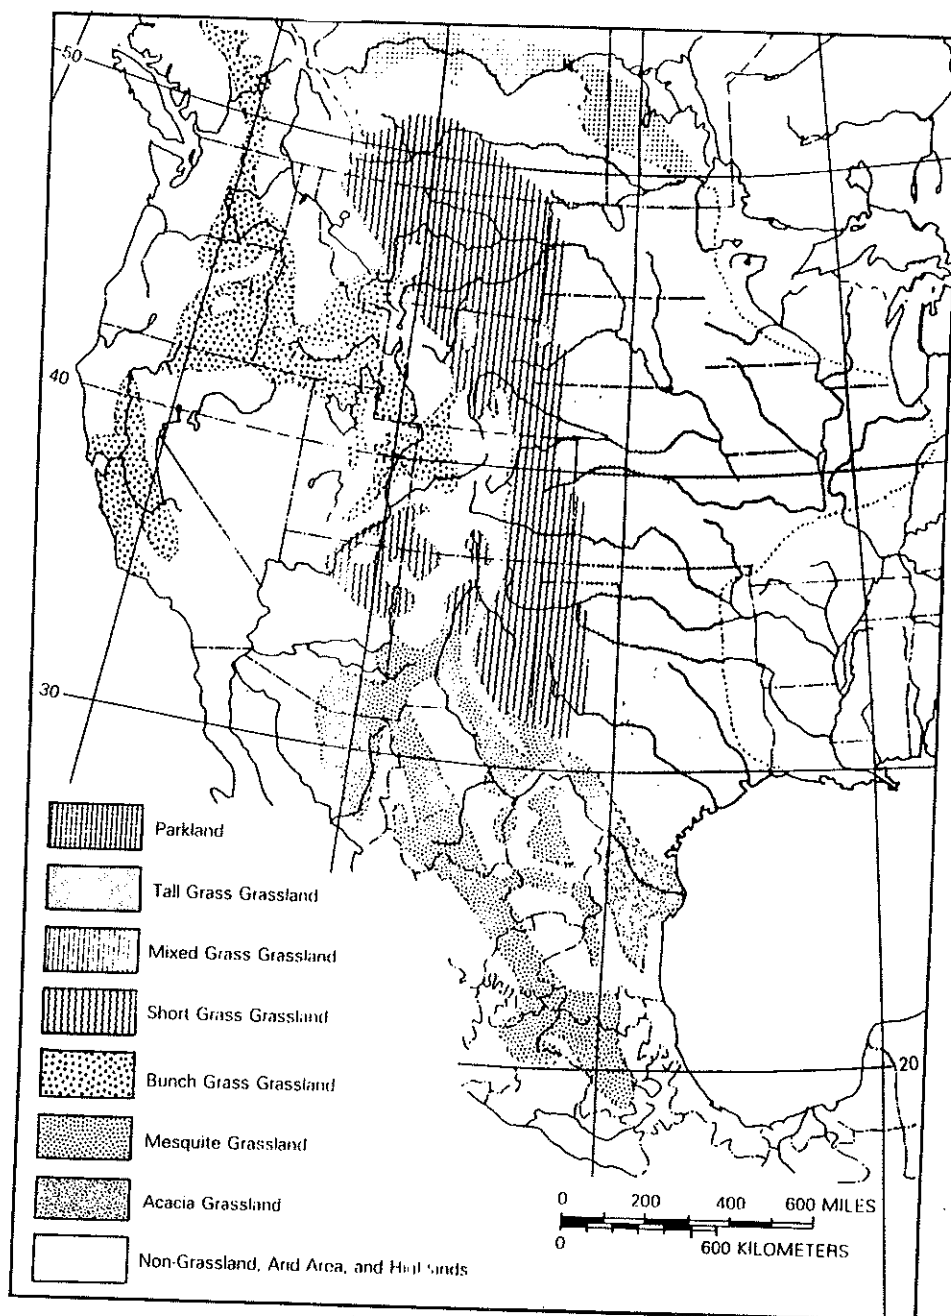 50
40
30
20
Parkland
Tall Grass Grassland
Mixed Grass Grassland
Short Grass Grassland
Bunch Grass Grassland
Mesquite Grassland
Acacia Grassland
Non-Grassland, Arid Area, and Highlands
0 200 400 600 MILES
0 600 KILOMETERS